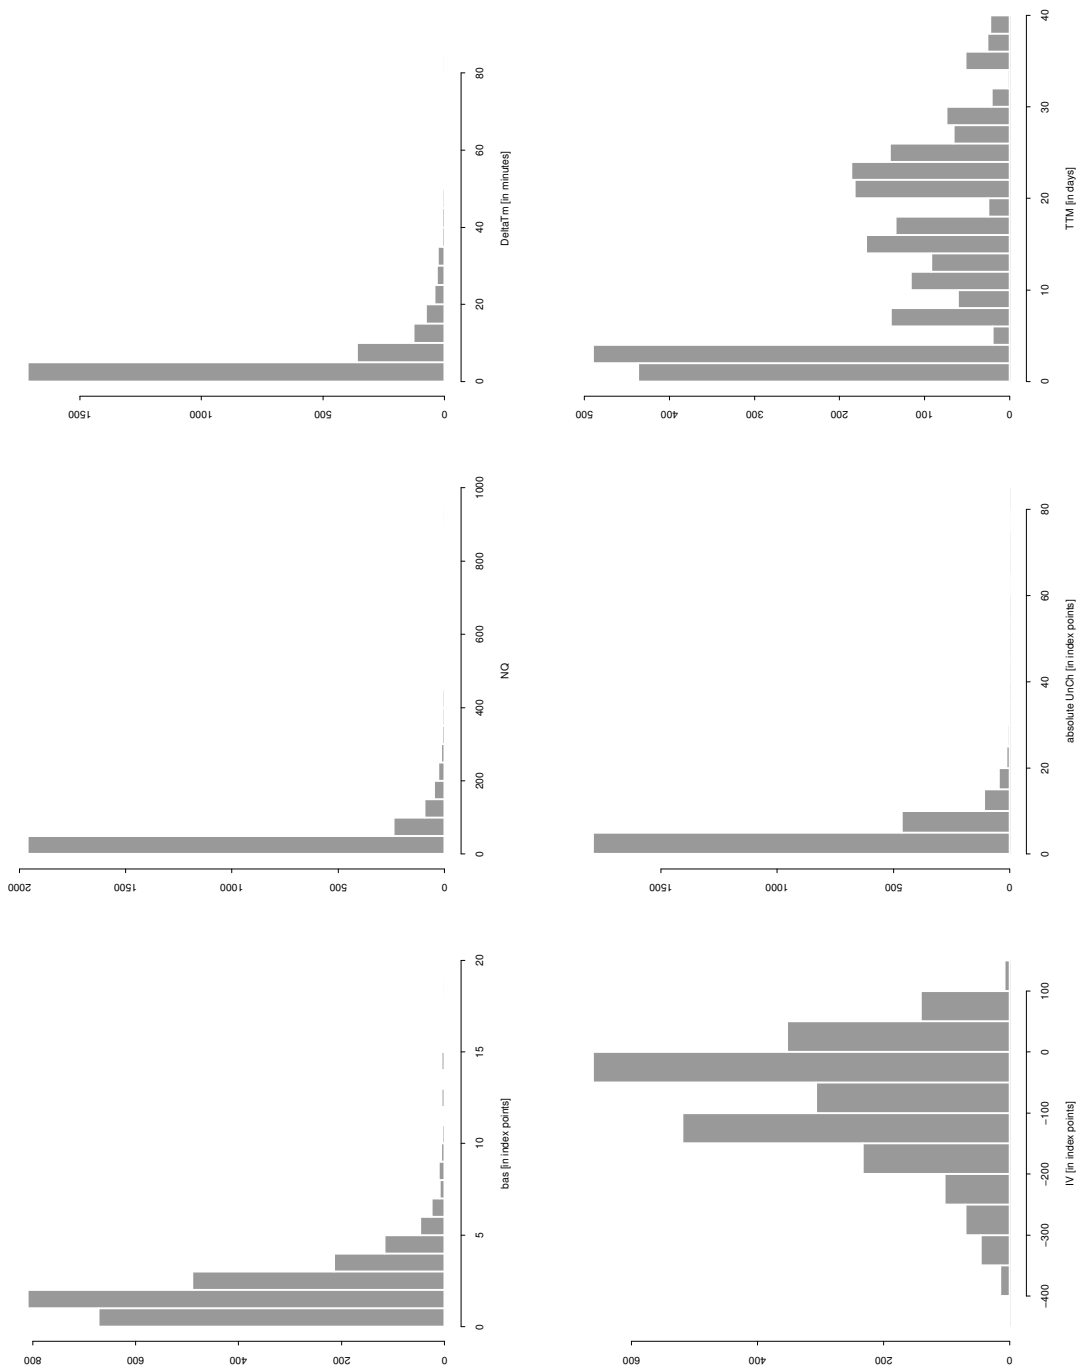 800
600
400
200
0
0 5 10 15 20
bas [in index points]
2000
1500
1000
500
0
0 200 400 600 800 1000
NQ
1500
1000
500
0
0 20 40 60 80
DeltaTm [in minutes]
600
400
200
0
−400 −300 −200 −100 0 100
IV [in index points]
1500
1000
500
0
0 20 40 60 80
absolute UnCh [in index points]
500
400
300
200
100
0
0 10 20 30 40
TTM [in days]